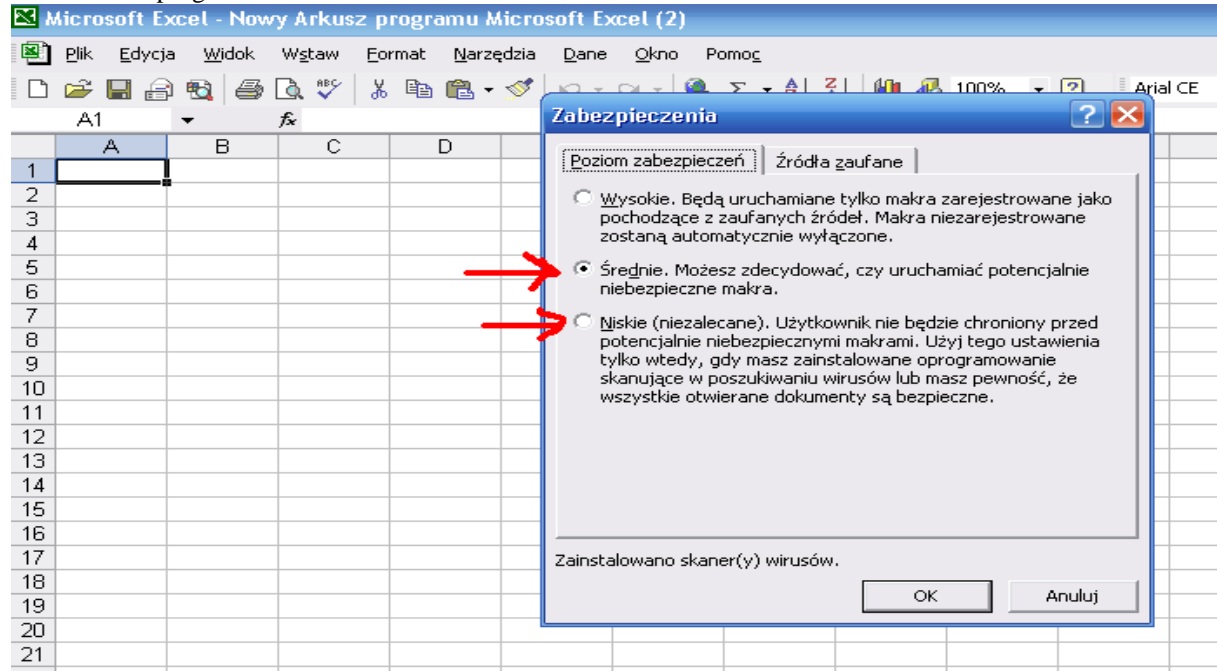 Microsoft Excel - Nowy Arkusz programu Microsoft Excel (2)
Plik Edycja Widok Wstaw Format Narzędzia Dane Okno Pomoc
100% Arial CE
A1 fx
A B C D
Zabezpieczenia
Poziom zabezpieczeń Źródła zaufane
Wysokie. Będą uruchamiane tylko makra zarejestrowane jako
pochodzące z zaufanych źródeł. Makra niezarejestrowane
zostaną automatycznie wyłączone.
Średnie. Możesz zdecydować, czy uruchamiać potencjalnie
niebezpieczne makra.
Niskie (niezalecane). Użytkownik nie będzie chroniony przed
potencjalnie niebezpiecznymi makrami. Użyj tego ustawienia
tylko wtedy, gdy masz zainstalowane oprogramowanie
skanujące w poszukiwaniu wirusów lub masz pewność, że
wszystkie otwierane dokumenty są bezpieczne.
Zainstalowano skaner(y) wirusów.
OK Anuluj
1
2
3
4
5
6
7
8
9
10
11
12
13
14
15
16
17
18
19
20
21